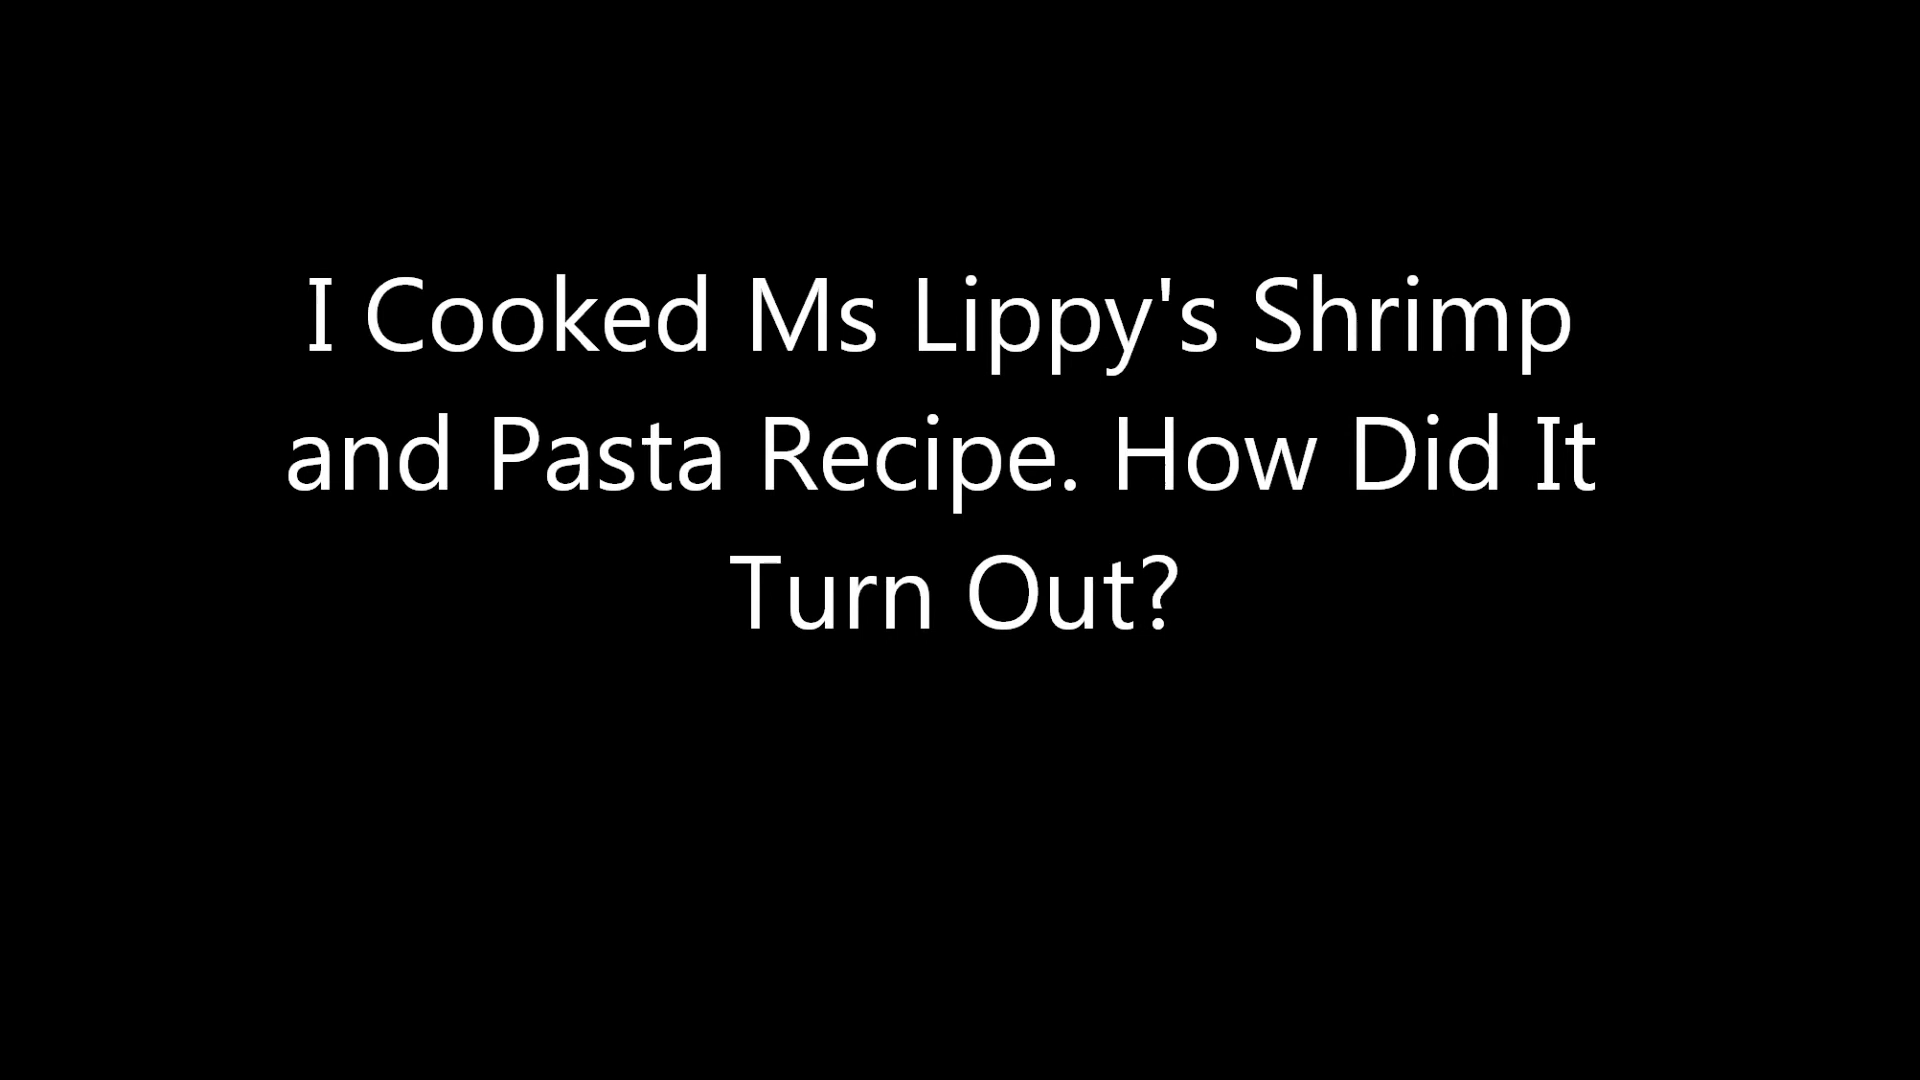 I Cooked Ms Lippy's Shrimp
and Pasta Recipe. How Did It
Turn Out?